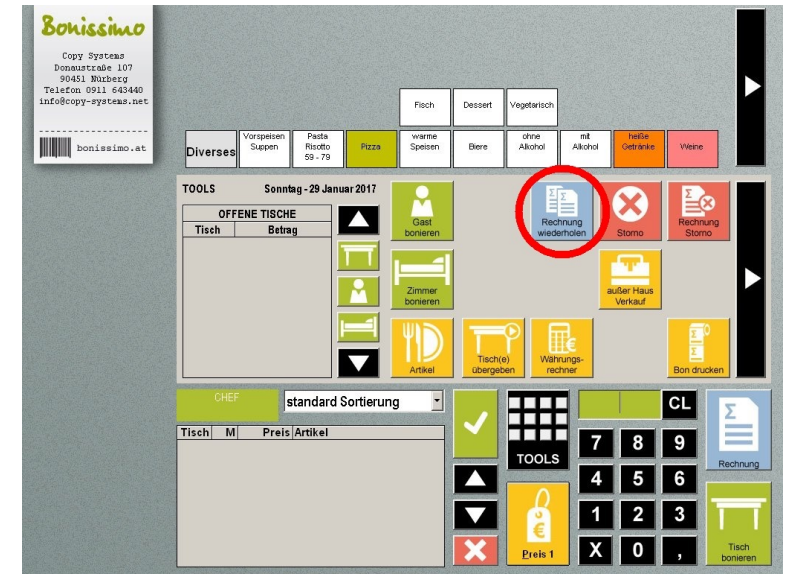 Bonissimo
Copy Systems
Donaustraße 107
90451 Nürberg
Telefon 0911 643440
info@copy-systems.net
bonissimo.at
Fisch
Dessert
Vegetarisch
Diverses
Vorspeisen
Suppen
Pasta
Risotto
59 - 79
Pizza
warme
Speisen
Biere
ohne
Alkohol
mit
Alkohol
heiße
Getränke
Weine
TOOLS
Sonntag - 29 Januar 2017
OFFENE TISCHE
Tisch Betrag
Gast
bonieren
Rechnung
wiederholen
Storno
Rechnung
Storno
Zimmer
bonieren
außer Haus
Verkauf
Artikel
Tisch(e)
übergeben
Währungs-
rechner
Bon drucken
CHEF
standard Sortierung
CL
Tisch M Preis Artikel
TOOLS
7 8 9
Rechnung
4 5 6
1 2 3
Preis 1
X 0 ,
Tisch
bonieren